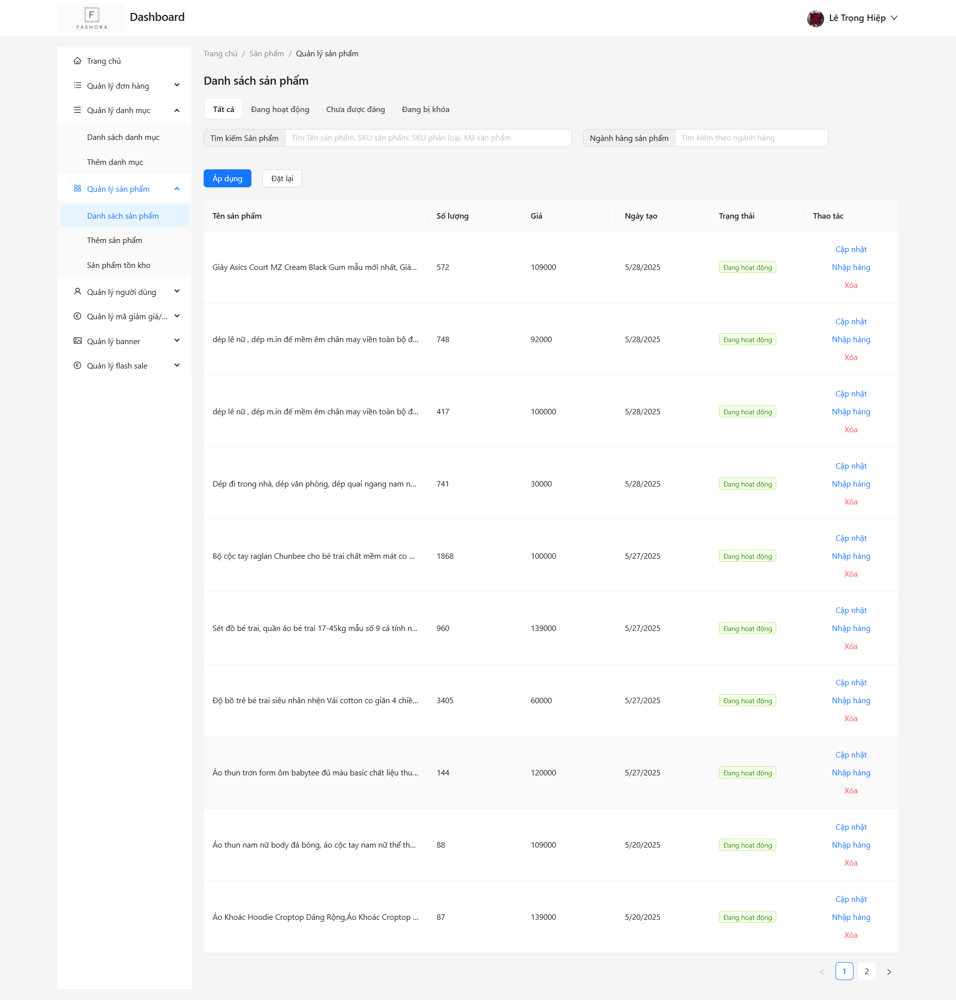 F
FASHORA
Dashboard
Lê Trọng Hiệp
Trang chủ
Quản lý đơn hàng
Quản lý danh mục
Danh sách danh mục
Thêm danh mục
Quản lý sản phẩm
Danh sách sản phẩm
Thêm sản phẩm
Sản phẩm tồn kho
Quản lý người dùng
Quản lý mã giảm giá/...
Quản lý banner
Quản lý flash sale
Trang chủ / Sản phẩm / Quản lý sản phẩm
Danh sách sản phẩm
Tất cả Đang hoạt động Chưa được đăng Đang bị khóa
Tìm kiếm Sản phẩm Tìm Tên sản phẩm, SKU sản phẩm, SKU phân loại, Mã sản phẩm Ngành hàng sản phẩm Tìm kiếm theo ngành hàng
Áp dụng Đặt lại
Tên sản phẩm Số lượng Giá Ngày tạo Trạng thái Thao tác
Giày Asics Court MZ Cream Black Gum mẫu mới nhất, Già... 572 109000 5/28/2025 Đang hoạt động
Cập nhật
Nhập hàng
Xóa
dép lê nữ , dép m.in đế mềm êm chân may viền toàn bộ đ... 748 92000 5/28/2025 Đang hoạt động
Cập nhật
Nhập hàng
Xóa
dép lê nữ , dép m.in đế mềm êm chân may viền toàn bộ đ... 417 100000 5/28/2025 Đang hoạt động
Cập nhật
Nhập hàng
Xóa
Dép đi trong nhà, dép văn phòng, dép quai ngang nam n... 741 30000 5/28/2025 Đang hoạt động
Cập nhật
Nhập hàng
Xóa
Bộ cộc tay raglan Chunbee cho bé trai chất mềm mát co ... 1868 100000 5/27/2025 Đang hoạt động
Cập nhật
Nhập hàng
Xóa
Sét đồ bé trai, quần áo bé trai 17-45kg mẫu số 9 cá tính n... 960 139000 5/27/2025 Đang hoạt động
Cập nhật
Nhập hàng
Xóa
Độ bồ trẻ bé trai siêu nhân nhện Vải cotton co giãn 4 chiề... 3405 60000 5/27/2025 Đang hoạt động
Cập nhật
Nhập hàng
Xóa
Áo thun trơn form ôm babytee đủ màu basic chất liệu thu... 144 120000 5/27/2025 Đang hoạt động
Cập nhật
Nhập hàng
Xóa
Áo thun nam nữ body đá bóng, áo cộc tay nam nữ thể th... 88 109000 5/20/2025 Đang hoạt động
Cập nhật
Nhập hàng
Xóa
Áo Khoác Hoodie Croptop Dáng Rộng,Áo Khoác Croptop ... 87 139000 5/20/2025 Đang hoạt động
Cập nhật
Nhập hàng
Xóa
1 2